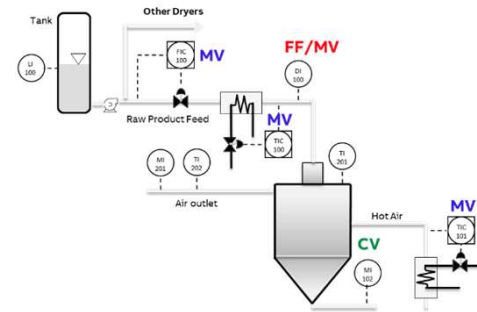 Tank
Other Dryers
FIC
100
MV
FF/MV
LI
100
DI
100
Raw Product Feed
MV
TIC
100
MI
201
TI
202
TI
201
Air outlet
Hot Air
MV
TIC
101
CV
MI
102